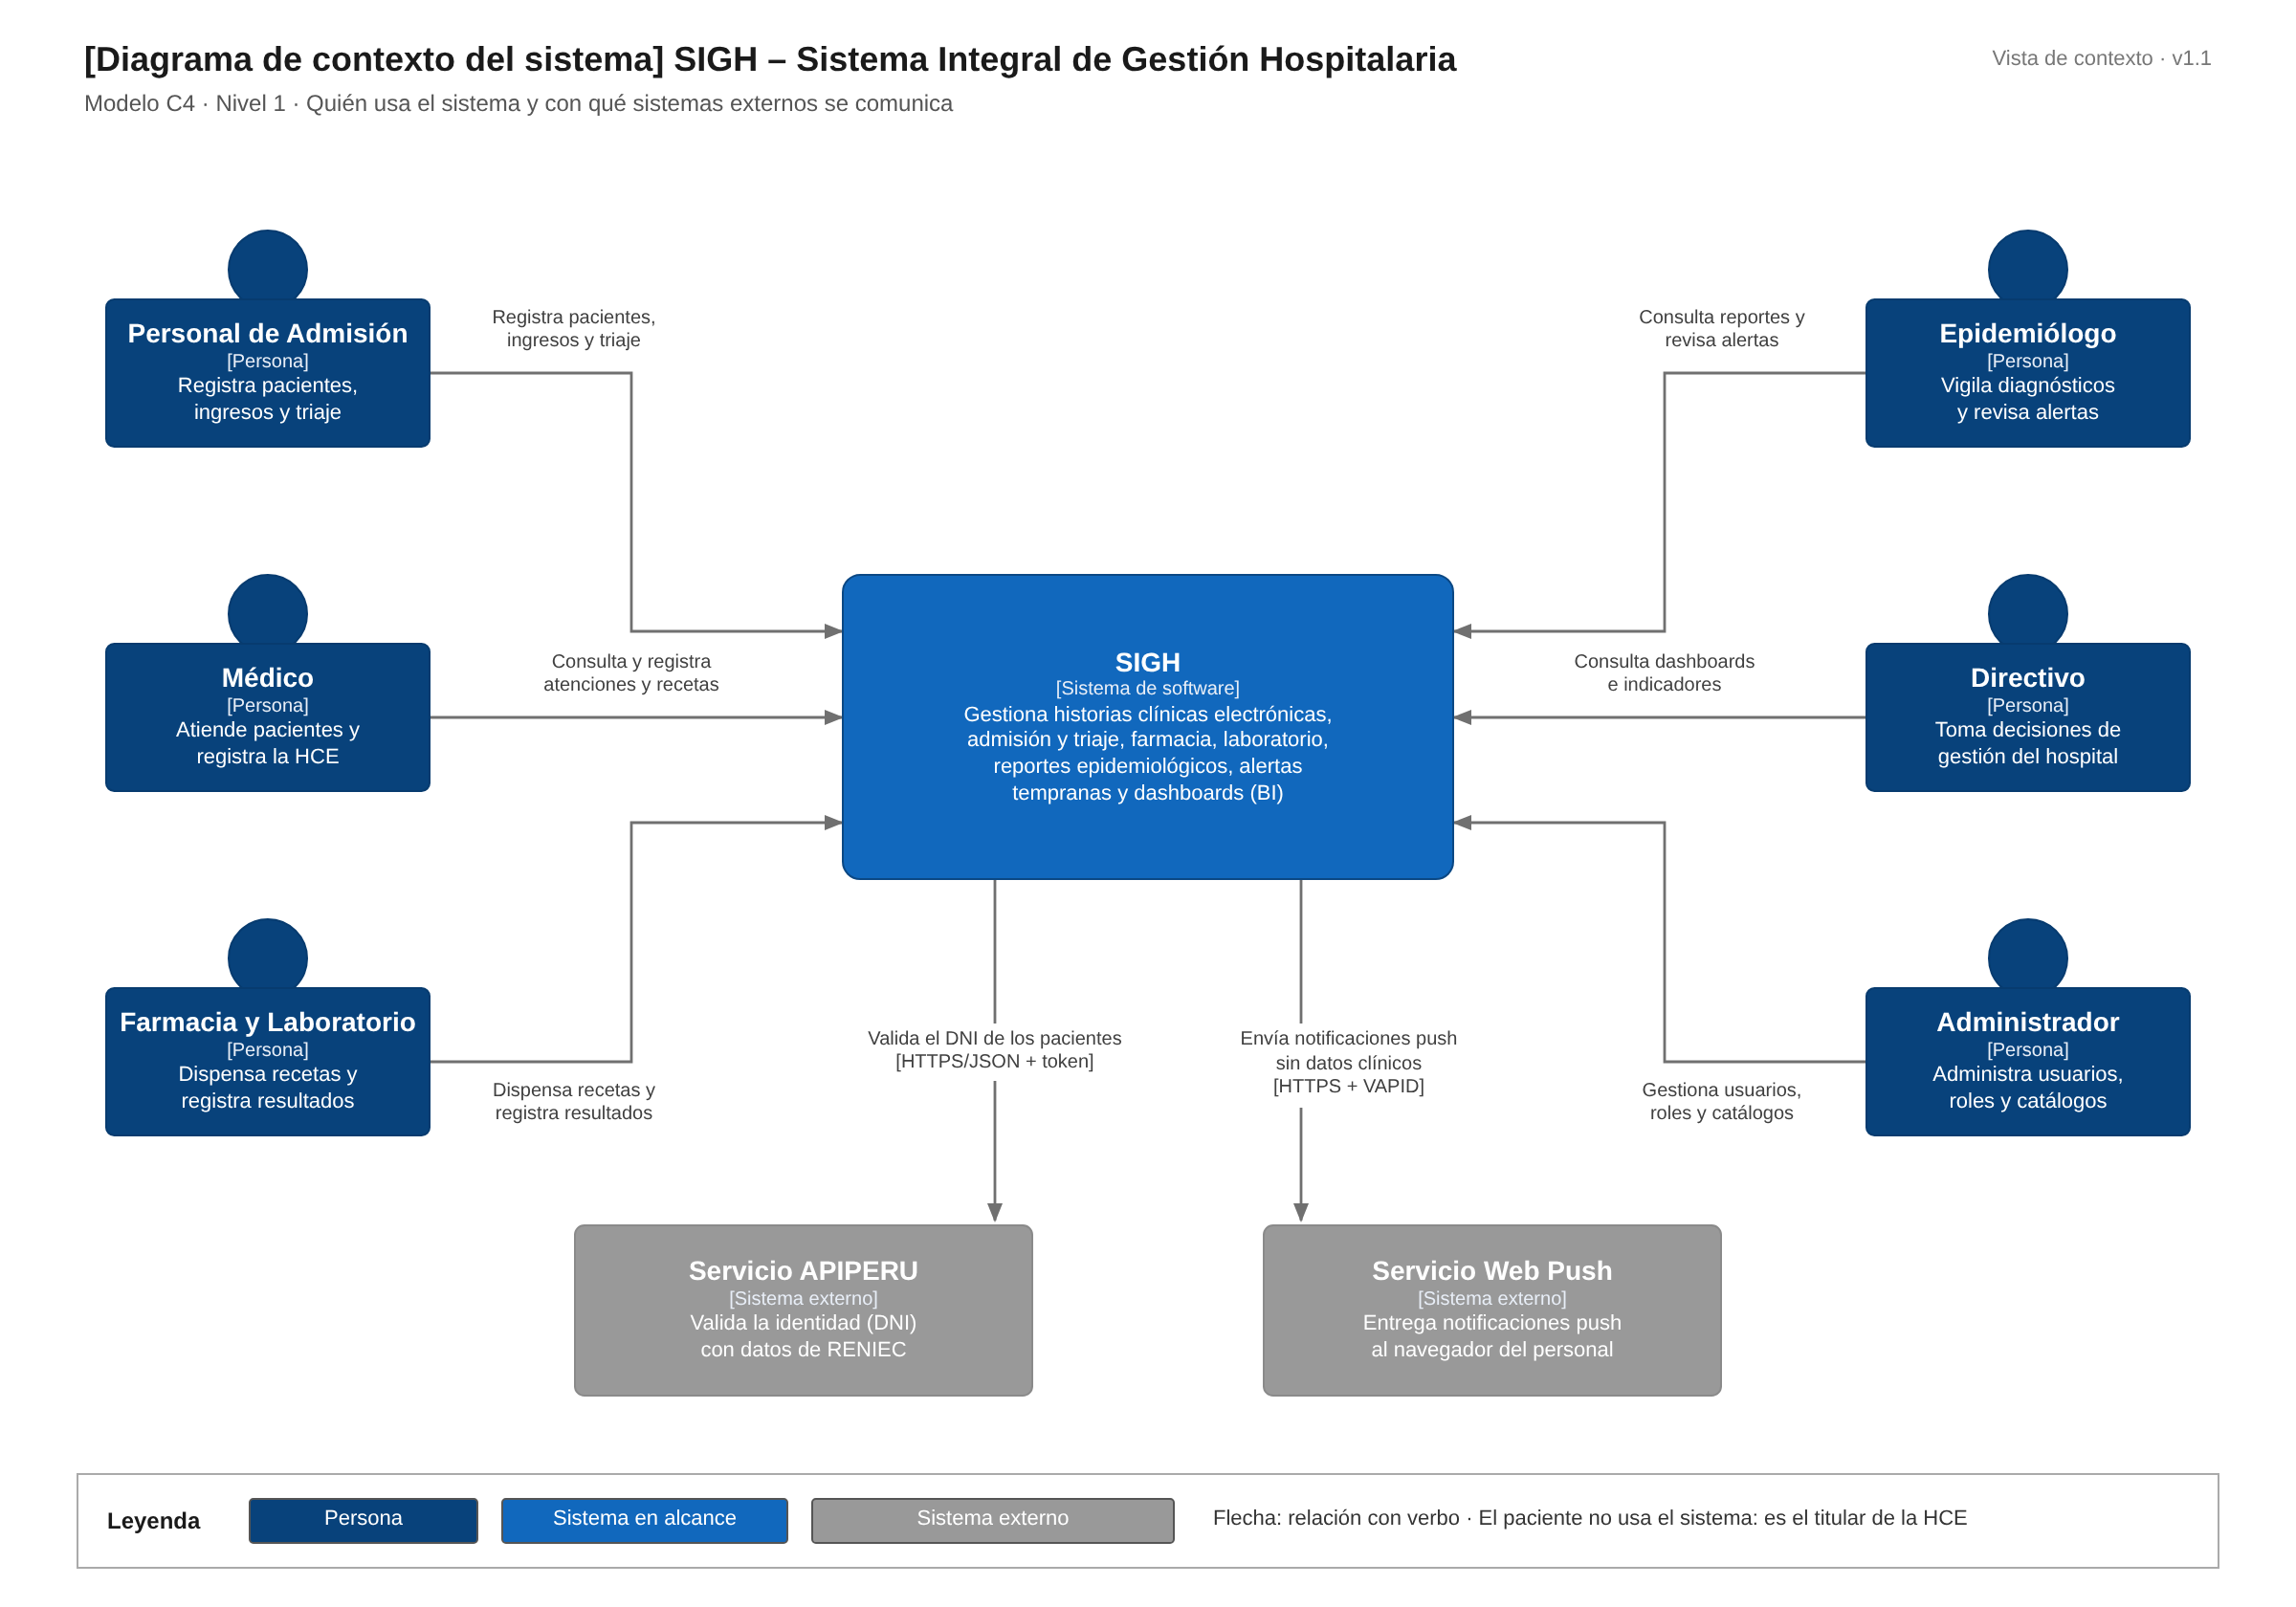 [Diagrama de contexto del sistema] SIGH – Sistema Integral de Gestión Hospitalaria
Vista de contexto · v1.1
Modelo C4 · Nivel 1 · Quién usa el sistema y con qué sistemas externos se comunica
Personal de Admisión
[Persona]
Registra pacientes,
ingresos y triaje
Registra pacientes,
ingresos y triaje
Consulta reportes y
revisa alertas
Epidemiólogo
[Persona]
Vigila diagnósticos
y revisa alertas
Médico
[Persona]
Atiende pacientes y
registra la HCE
Consulta y registra
atenciones y recetas
SIGH
[Sistema de software]
Gestiona historias clínicas electrónicas,
admisión y triaje, farmacia, laboratorio,
reportes epidemiológicos, alertas
tempranas y dashboards (BI)
Consulta dashboards
e indicadores
Directivo
[Persona]
Toma decisiones de
gestión del hospital
Farmacia y Laboratorio
[Persona]
Dispensa recetas y
registra resultados
Dispensa recetas y
registra resultados
Valida el DNI de los pacientes
[HTTPS/JSON + token]
Envía notificaciones push
sin datos clínicos
[HTTPS + VAPID]
Gestiona usuarios,
roles y catálogos
Administrador
[Persona]
Administra usuarios,
roles y catálogos
Servicio APIPERU
[Sistema externo]
Valida la identidad (DNI)
con datos de RENIEC
Servicio Web Push
[Sistema externo]
Entrega notificaciones push
al navegador del personal
Leyenda
Persona
Sistema en alcance
Sistema externo
Flecha: relación con verbo · El paciente no usa el sistema: es el titular de la HCE